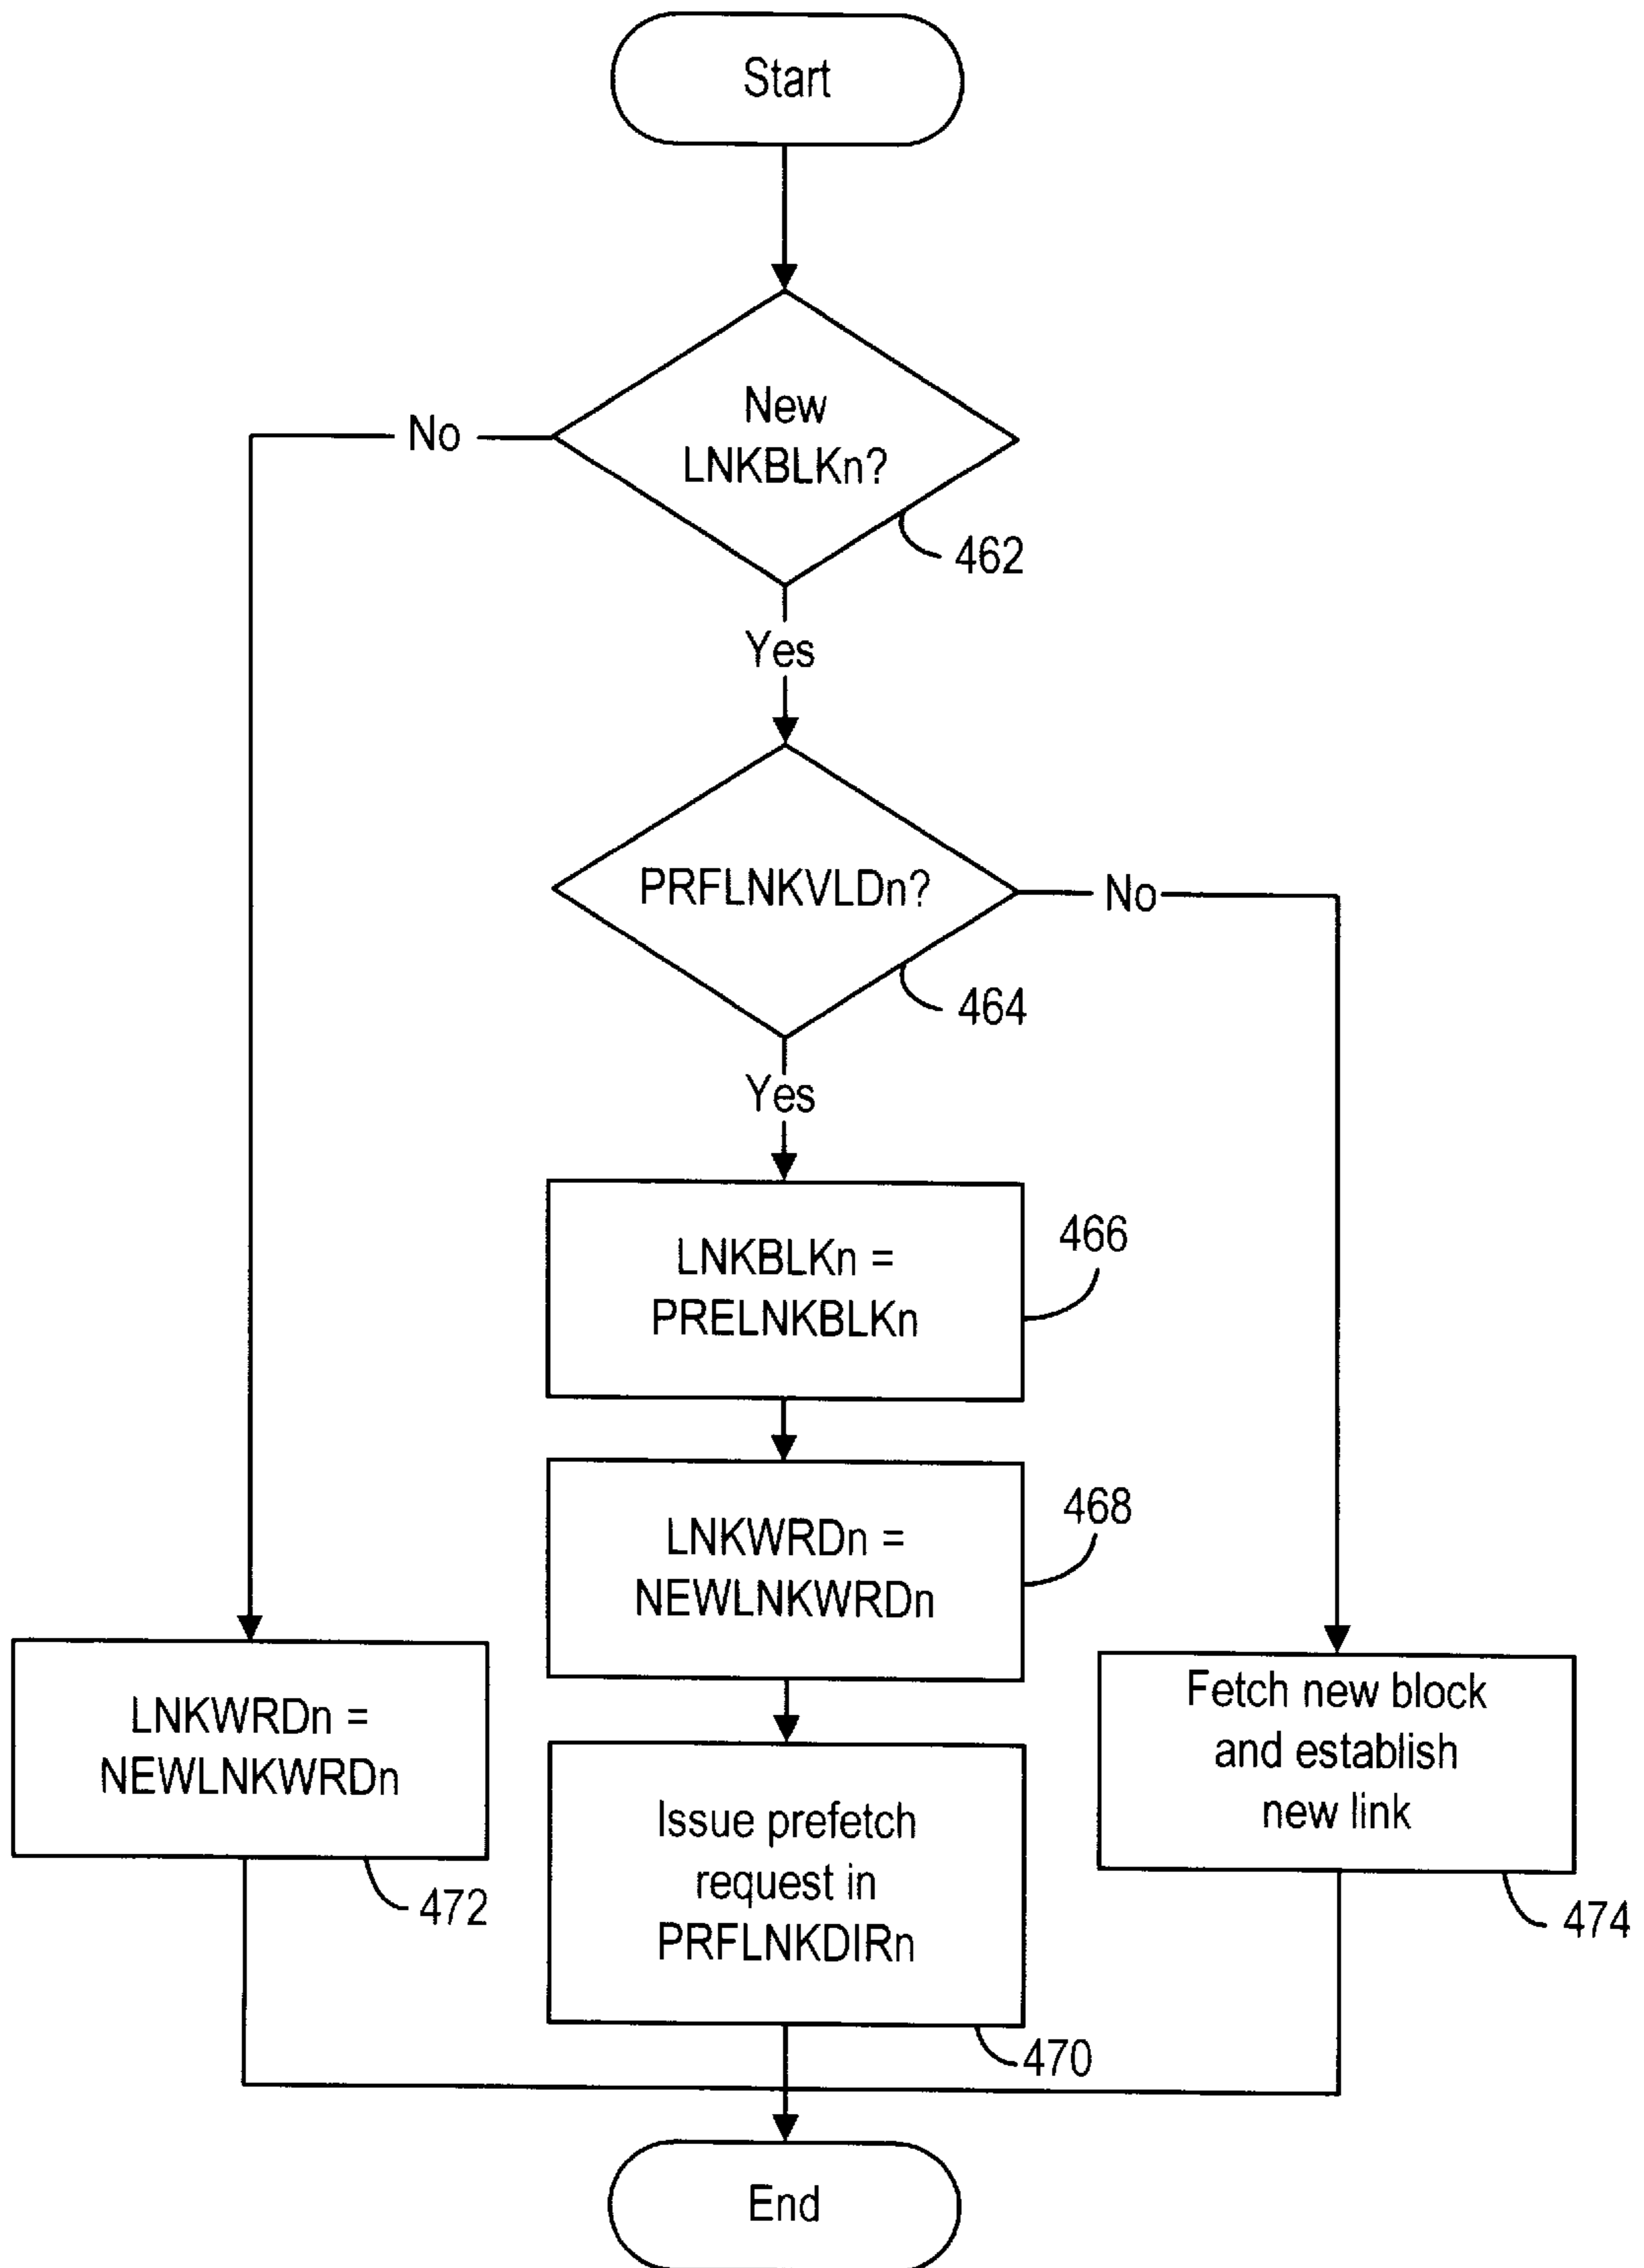 Start
New
LNKBLKn?
No
462
Yes
PRFLNKVLDn?
No
464
Yes
LNKBLKn =
PRELNKBLKn
466
LNKWRDn =
NEWLNKWRDn
468
LNKWRDn =
NEWLNKWRDn
472
Issue prefetch
request in
PRFLNKDIRn
470
Fetch new block
and establish
new link
474
End